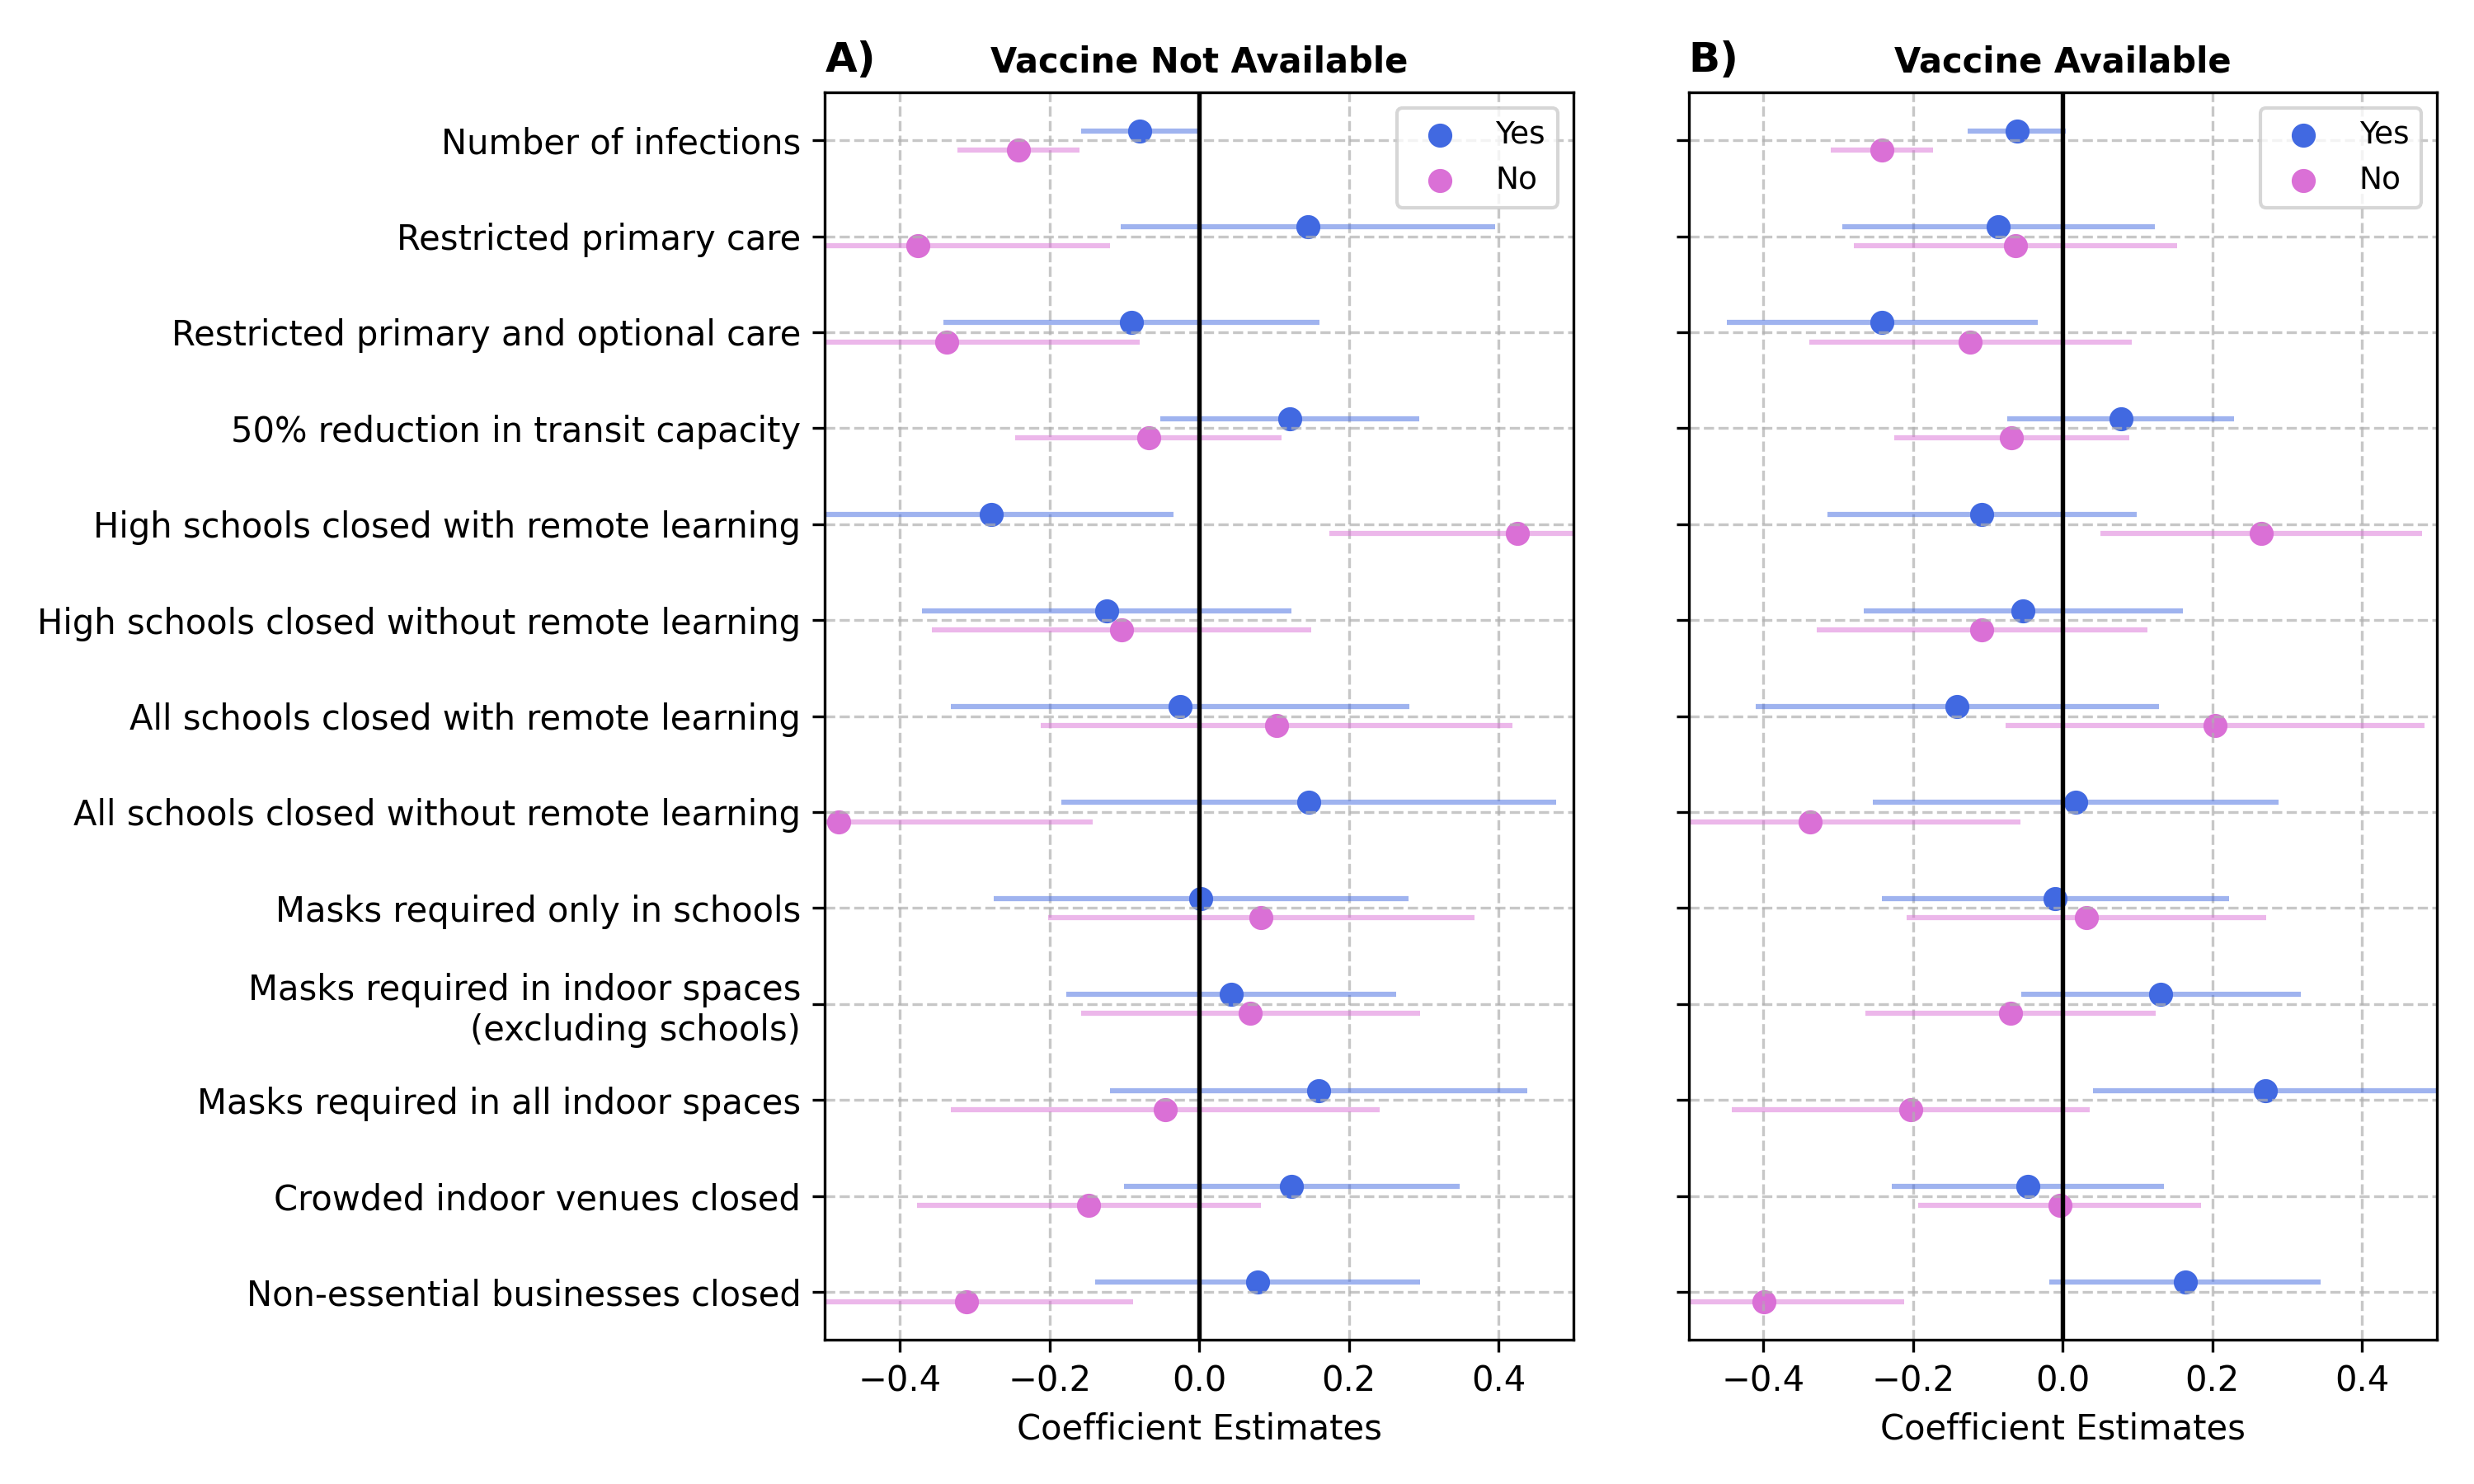 A) Vaccine Not Available
B) Vaccine Available
Yes
No
Yes
No
Number of infections
Restricted primary care
Restricted primary and optional care
50% reduction in transit capacity
High schools closed with remote learning
High schools closed without remote learning
All schools closed with remote learning
All schools closed without remote learning
Masks required only in schools
Masks required in indoor spaces
(excluding schools)
Masks required in all indoor spaces
Crowded indoor venues closed
Non-essential businesses closed
−0.4 −0.2 0.0 0.2 0.4
−0.4 −0.2 0.0 0.2 0.4
Coefficient Estimates
Coefficient Estimates